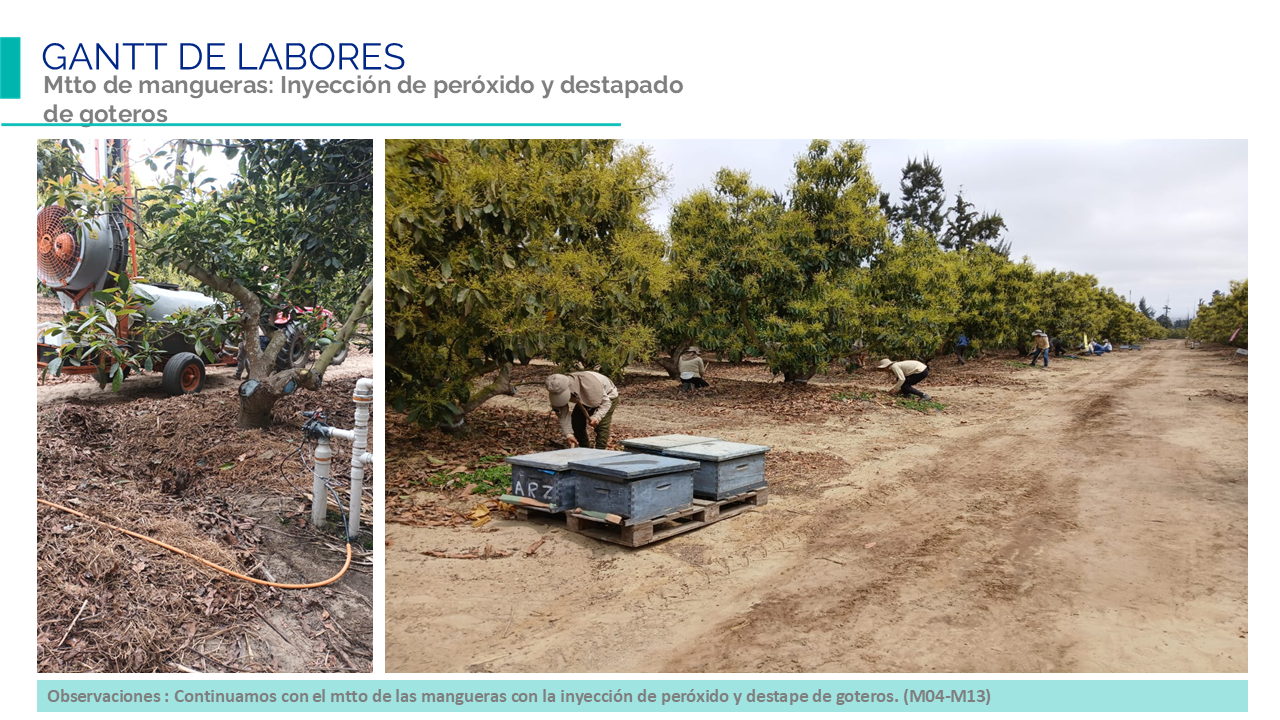 GANTT DE LABORES
Mtto de mangueras: Inyección de peróxido y destapado
de goteros
APZ
Observaciones : Continuamos con el mtto de las mangueras con la inyección de peróxido y destape de goteros. (M04-M13)